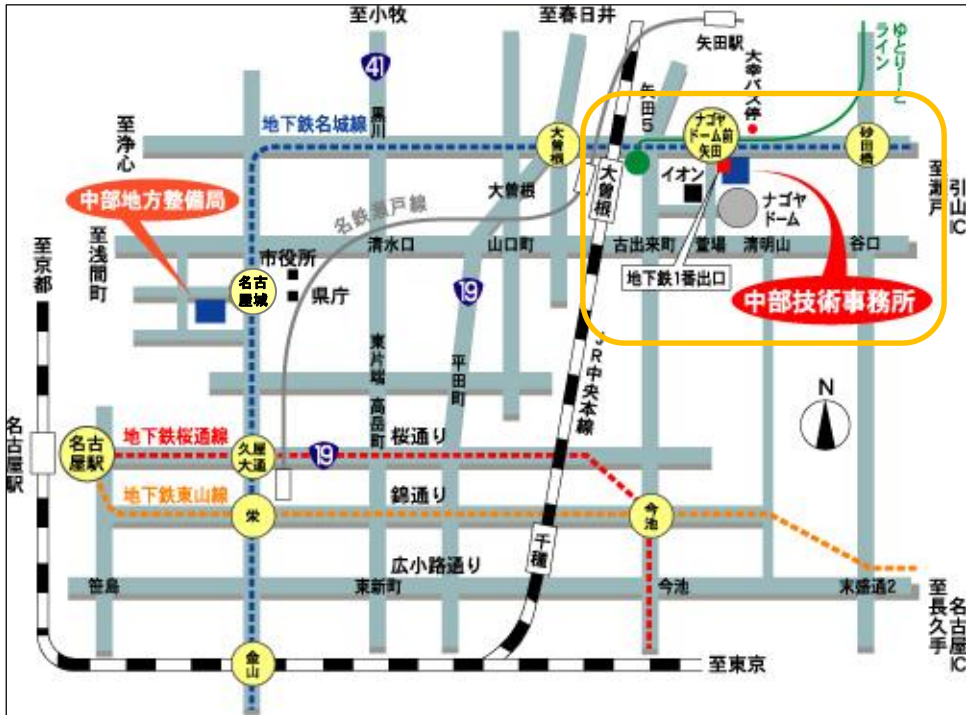 至小牧
至春日井
矢田駅
ゆとりーと
ライン
大幸バス停
矢田5
41
黒川
至浄心
地下鉄名城線
大曽根
ナゴヤ
ドーム前
矢田
砂田橋
至瀬戸
引山IC
中部地方整備局
大曽根
大曽根
イオン
ナゴヤ
ドーム
名鉄瀬戸線
至京都
至浅間町
清水口
山口町
古出来町
萱場
清明山
谷口
市役所
県庁
名古
屋城
19
地下鉄1番出口
中部技術事務所
東片端
平田町
JR中央本線
N
高岳町
名古屋駅
名古
屋駅
地下鉄桜通線
久屋
大通
19
桜通り
地下鉄東山線
栄
錦通り
今池
千種
広小路通り
笹島
東新町
今池
末盛通2
至長久手
名古屋IC
金山
至東京